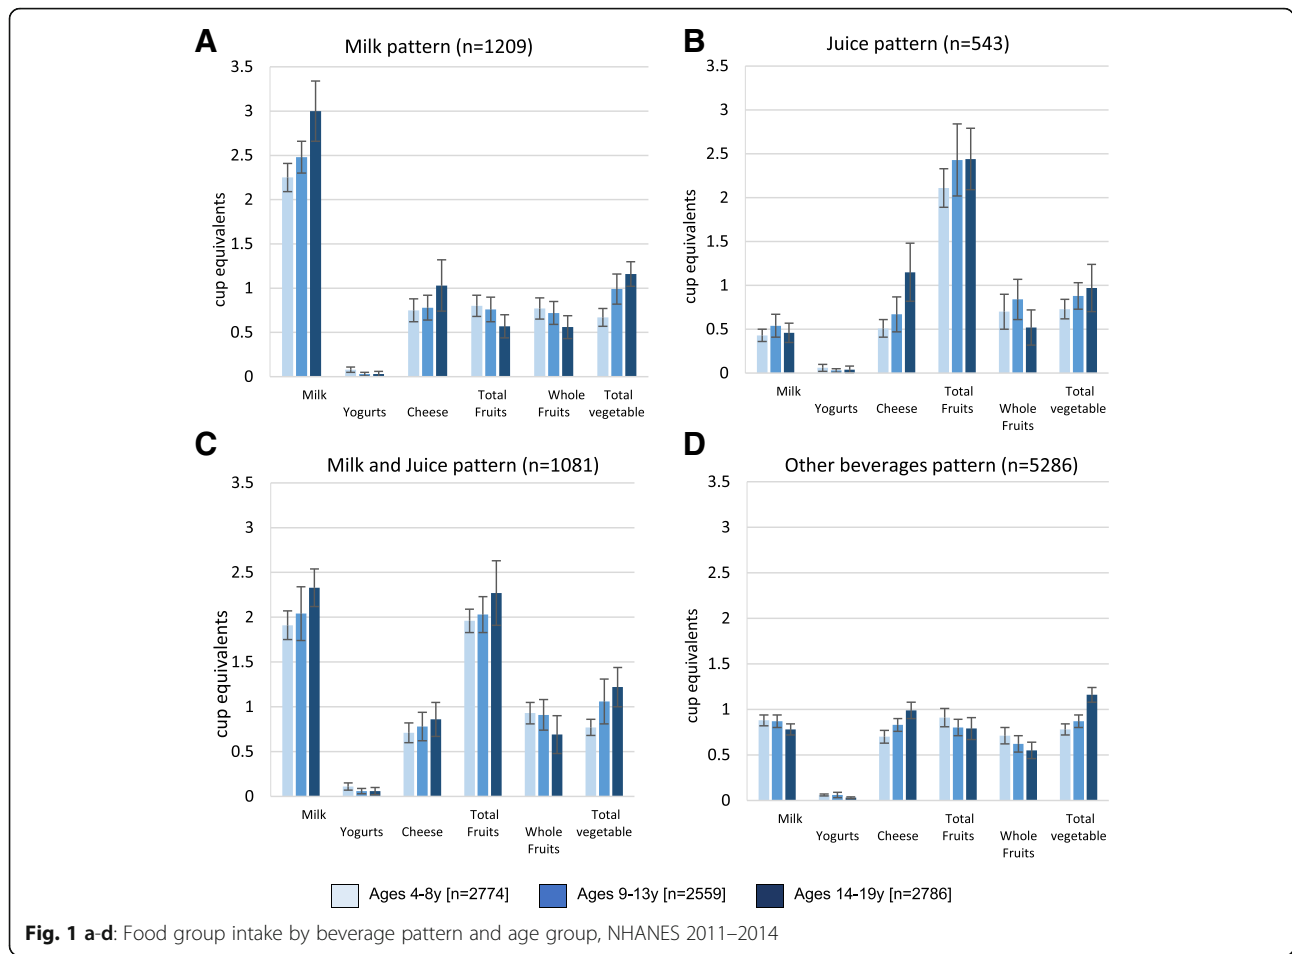 A
Milk pattern (n=1209)
3.5
3
2.5
2
1.5
1
0.5
0
cup equivalents
Milk
Yogurts
Cheese
Total
Fruits
Whole
Fruits
Total
vegetable
B
Juice pattern (n=543)
3.5
3
2.5
2
1.5
1
0.5
0
cup equivalents
Milk
Yogurts
Cheese
Total
Fruits
Whole
Fruits
Total
vegetable
C
Milk and Juice pattern (n=1081)
3.5
3
2.5
2
1.5
1
0.5
0
cup equivalents
Milk
Yogurts
Cheese
Total
Fruits
Whole
Fruits
Total
vegetable
D
Other beverages pattern (n=5286)
3.5
3
2.5
2
1.5
1
0.5
0
cup equivalents
Milk
Yogurts
Cheese
Total
Fruits
Whole
Fruits
Total
vegetable
Ages 4-8y [n=2774] Ages 9-13y [n=2559] Ages 14-19y [n=2786]
Fig. 1 a-d: Food group intake by beverage pattern and age group, NHANES 2011–2014